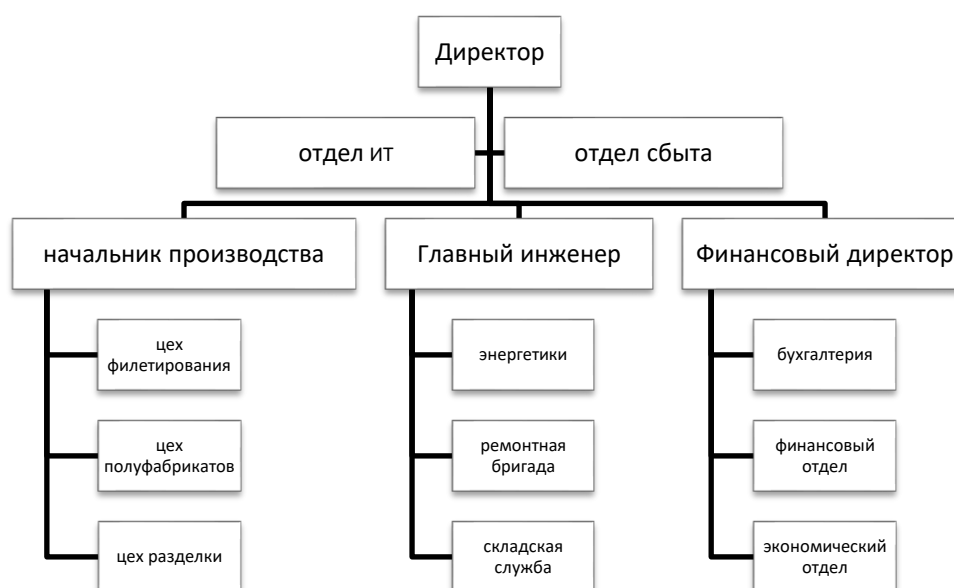 Директор
отдел ИТ
отдел сбыта
начальник производства
Главный инженер
Финансовый директор
цех
филетирования
энергетики
бухгалтерия
цех
полуфабрикатов
ремонтная
бригада
финансовый
отдел
цех разделки
складская
служба
экономический
отдел